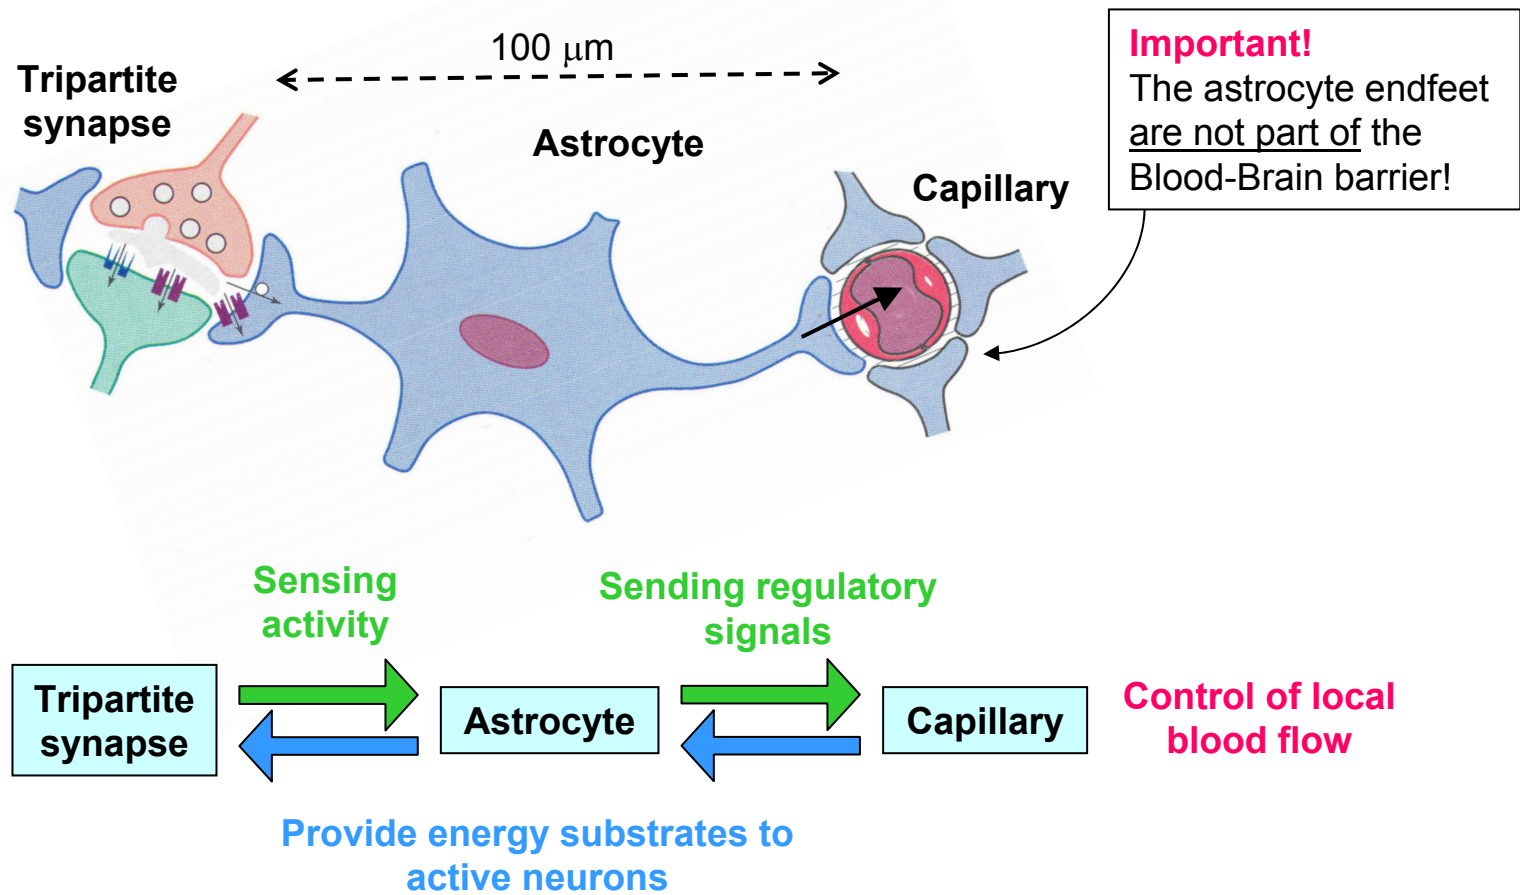 100 μm
Tripartite
synapse
Astrocyte
Capillary
Important!
The astrocyte endfeet
are not part of the
Blood-Brain barrier!
Sensing
activity
Sending regulatory
signals
Tripartite
synapse
Astrocyte
Capillary
Control of local
blood flow
Provide energy substrates to
active neurons